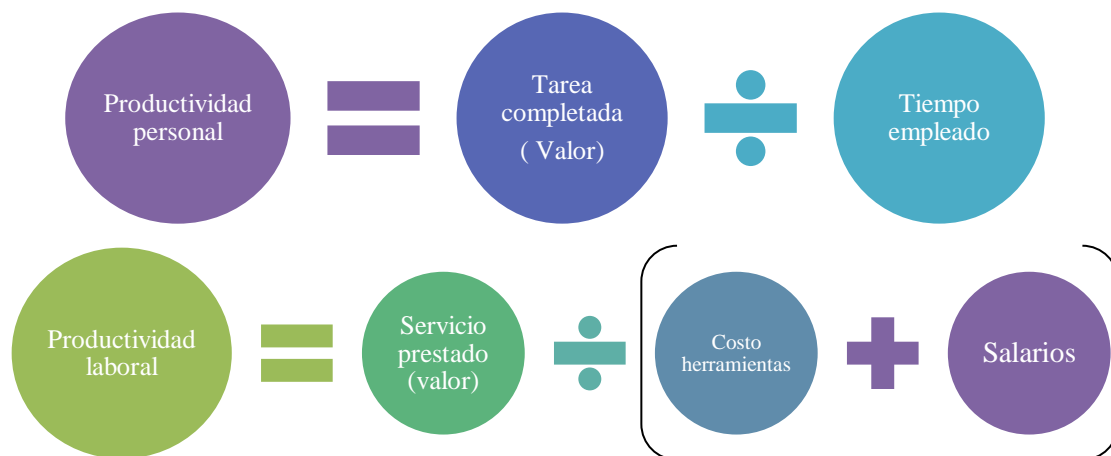 Productividad
personal
Tarea
completada
( Valor)
Tiempo
empleado
Productividad
laboral
Servicio
prestado
(valor)
Costo
herramientas
Salarios